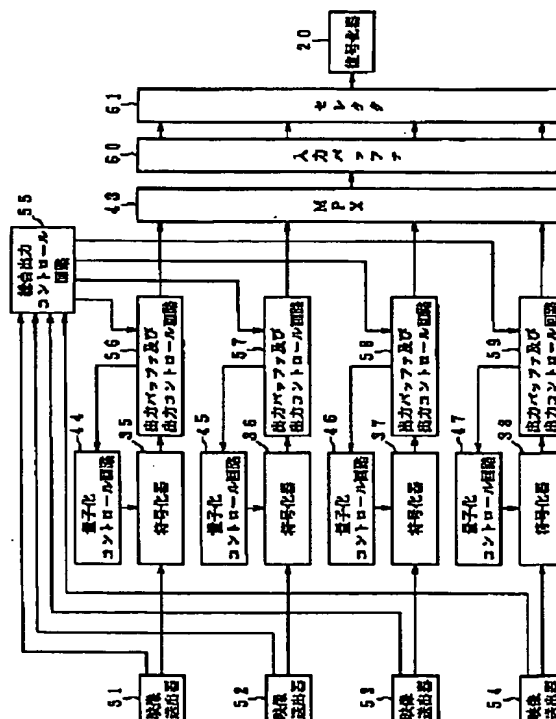 55
総合出力
コントロール
回路
44
量子化
コントロール回路
56
出力バッファ及び
出力コントロール回路
35
符号化器
51
映像
送出器
45
量子化
コントロール回路
57
出力バッファ及び
出力コントロール回路
36
符号化器
52
映像
送出器
46
量子化
コントロール回路
58
出力バッファ及び
出力コントロール回路
37
符号化器
53
映像
送出器
47
量子化
コントロール回路
59
出力バッファ及び
出力コントロール回路
38
符号化器
54
映像
送出器
43
MPX
60
入力バッファ
61
セレクタ
20
復号化器